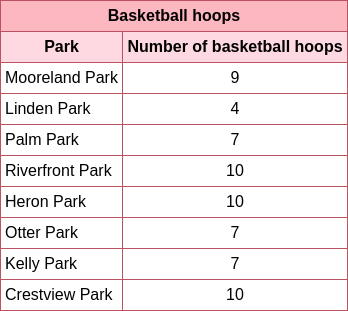 Basketball hoops
Park Number of basketball hoops
Mooreland Park 9
Linden Park 4
Palm Park 7
Riverfront Park 10
Heron Park 10
Otter Park 7
Kelly Park 7
Crestview Park 10